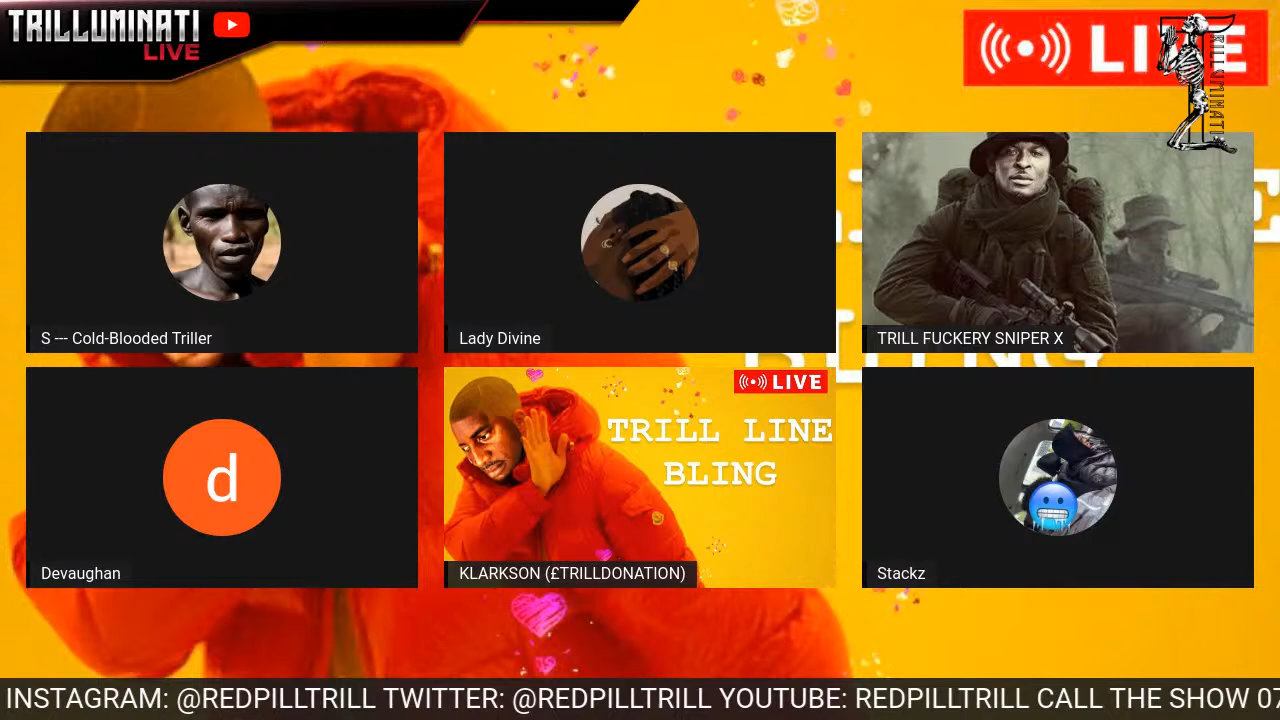 TRILLUMINATI
LIVE
LIVE
TRILLUMINATI
S --- Cold-Blooded Triller
Lady Divine
TRILL FUCKERY SNIPER X
d
Devaughan
LIVE
TRILL LINE
BLING
KLARKSON (£TRILLDONATION)
Stackz
INSTAGRAM: @REDPILLTRILL TWITTER: @REDPILLTRILL YOUTUBE: REDPILLTRILL CALL THE SHOW 07